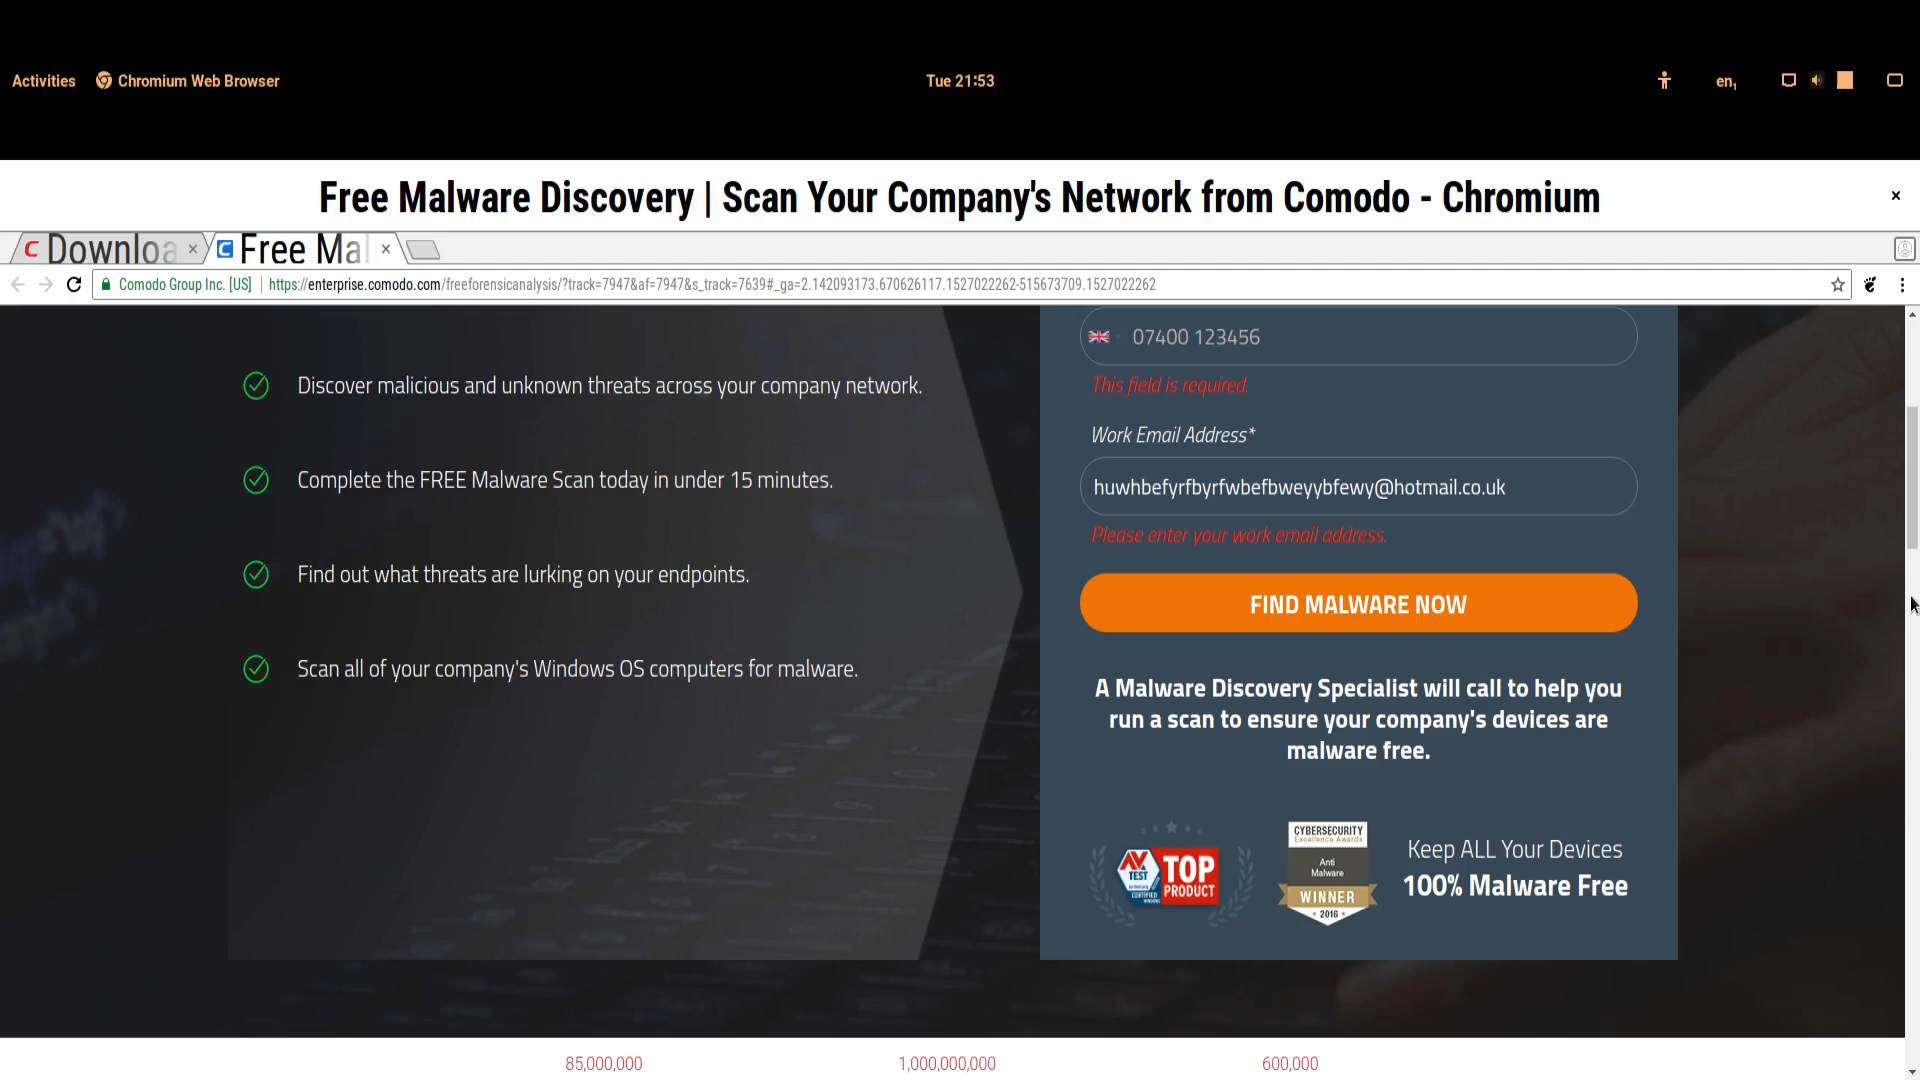 Activities Chromium Web Browser Tue 21:53 en₁
Free Malware Discovery | Scan Your Company's Network from Comodo - Chromium
Downloa Free Mal
Comodo Group Inc. [US] https://enterprise.comodo.com/freeforensicanalysis/?track=7947&af=7947&s_track=7639#_ga=2.142093173.670626117.1527022262-515673709.1527022262
Discover malicious and unknown threats across your company network.
Complete the FREE Malware Scan today in under 15 minutes.
Find out what threats are lurking on your endpoints.
Scan all of your company's Windows OS computers for malware.
07400 123456
This field is required.
Work Email Address*
huwhbefyrfbyrfwbefbweyybfewy@hotmail.co.uk
Please enter your work email address.
FIND MALWARE NOW
A Malware Discovery Specialist will call to help you
run a scan to ensure your company's devices are
malware free.
AV
TEST
CERTIFIED
WINDOWS
TOP
PRODUCT
CYBERSECURITY
Excellence Awards
Anti
Malware
WINNER
2016
Keep ALL Your Devices
100% Malware Free
85,000,000 1,000,000,000 600,000